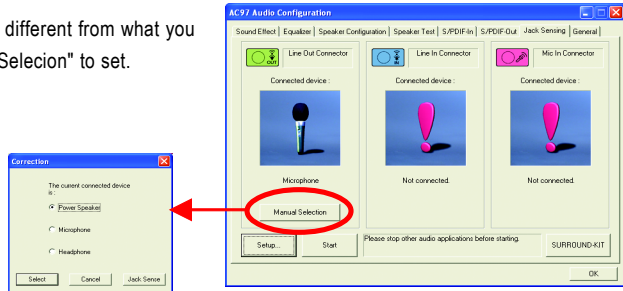 different from what you
Selecion" to set.
AC97 Audio Configuration
Sound Effect Equalizer Speaker Configuation Speaker Test S/PDIF-In S/PDIF-Out Jack Sensing General
Line Out Connector Line In Connector Mic In Connector
OUT IN
Connected device : Connected device : Connected device :
Microphone Not connected. Not connected.
Manual Selection
Setup... Start Please stop other audio applications before starting. SURROUND-KIT
OK
Correction
The current connected device
is :
Power Speaker
Microphone
Headphone
Select Cancel Jack Sense